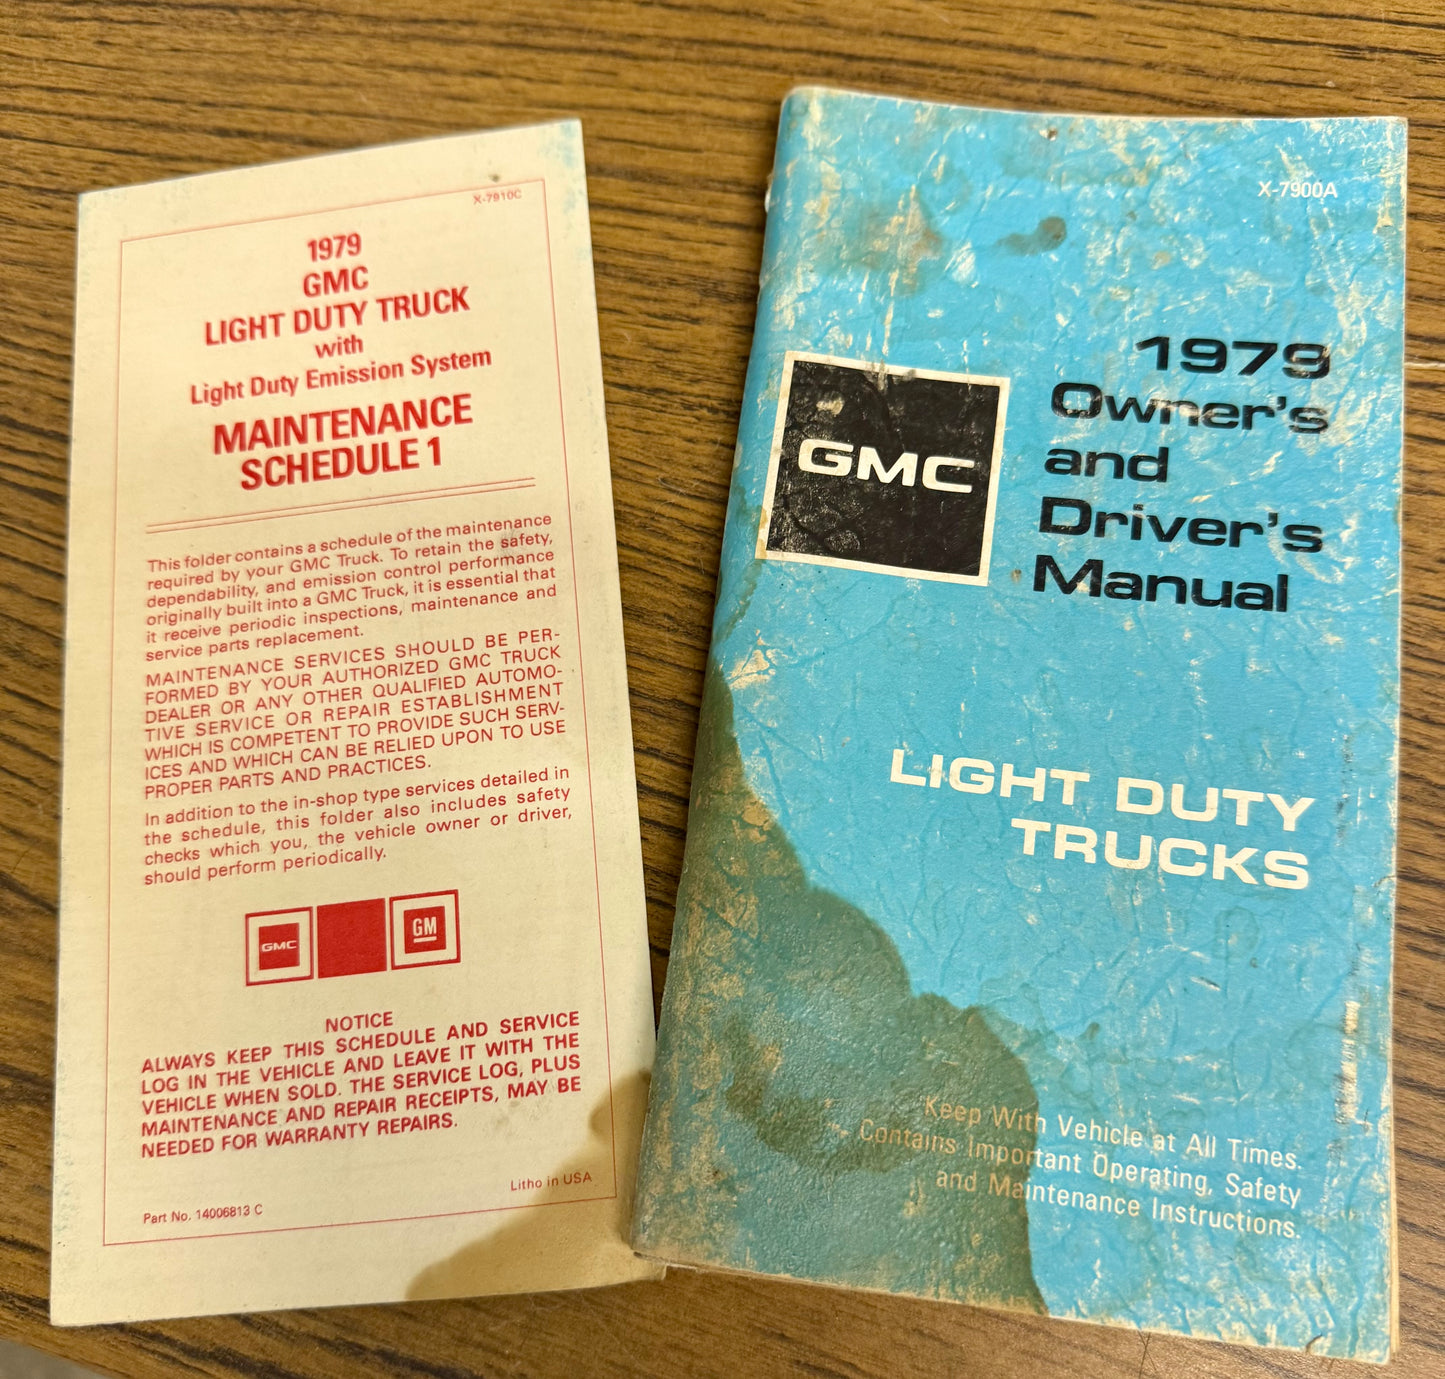 X-7910C
1979
GMC
LIGHT DUTY TRUCK
with
Light Duty Emission System
MAINTENANCE
SCHEDULE 1
This folder contains a schedule of the maintenance
required by your GMC Truck. To retain the safety,
dependability, and emission control performance
originally built into a GMC Truck, it is essential that
it receive periodic inspections, maintenance and
service parts replacement.
MAINTENANCE SERVICES SHOULD BE PER-
FORMED BY YOUR AUTHORIZED GMC TRUCK
DEALER OR ANY OTHER QUALIFIED AUTOMO-
TIVE SERVICE OR REPAIR ESTABLISHMENT
WHICH IS COMPETENT TO PROVIDE SUCH SERV-
ICES AND WHICH CAN BE RELIED UPON TO USE
PROPER PARTS AND PRACTICES.
In addition to the in-shop type services detailed in
the schedule, this folder also includes safety
checks which you, the vehicle owner or driver,
should perform periodically.
GMC
GM
NOTICE
ALWAYS KEEP THIS SCHEDULE AND SERVICE
LOG IN THE VEHICLE AND LEAVE IT WITH THE
VEHICLE WHEN SOLD. THE SERVICE LOG, PLUS
MAINTENANCE AND REPAIR RECEIPTS, MAY BE
NEEDED FOR WARRANTY REPAIRS.
Litho in USA
Part No. 14006813 C
X-7900A
GMC
1979
Owner's
and
Driver's
Manual
LIGHT DUTY
TRUCKS
Keep With Vehicle at All Times.
Contains Important Operating, Safety
and Maintenance Instructions.